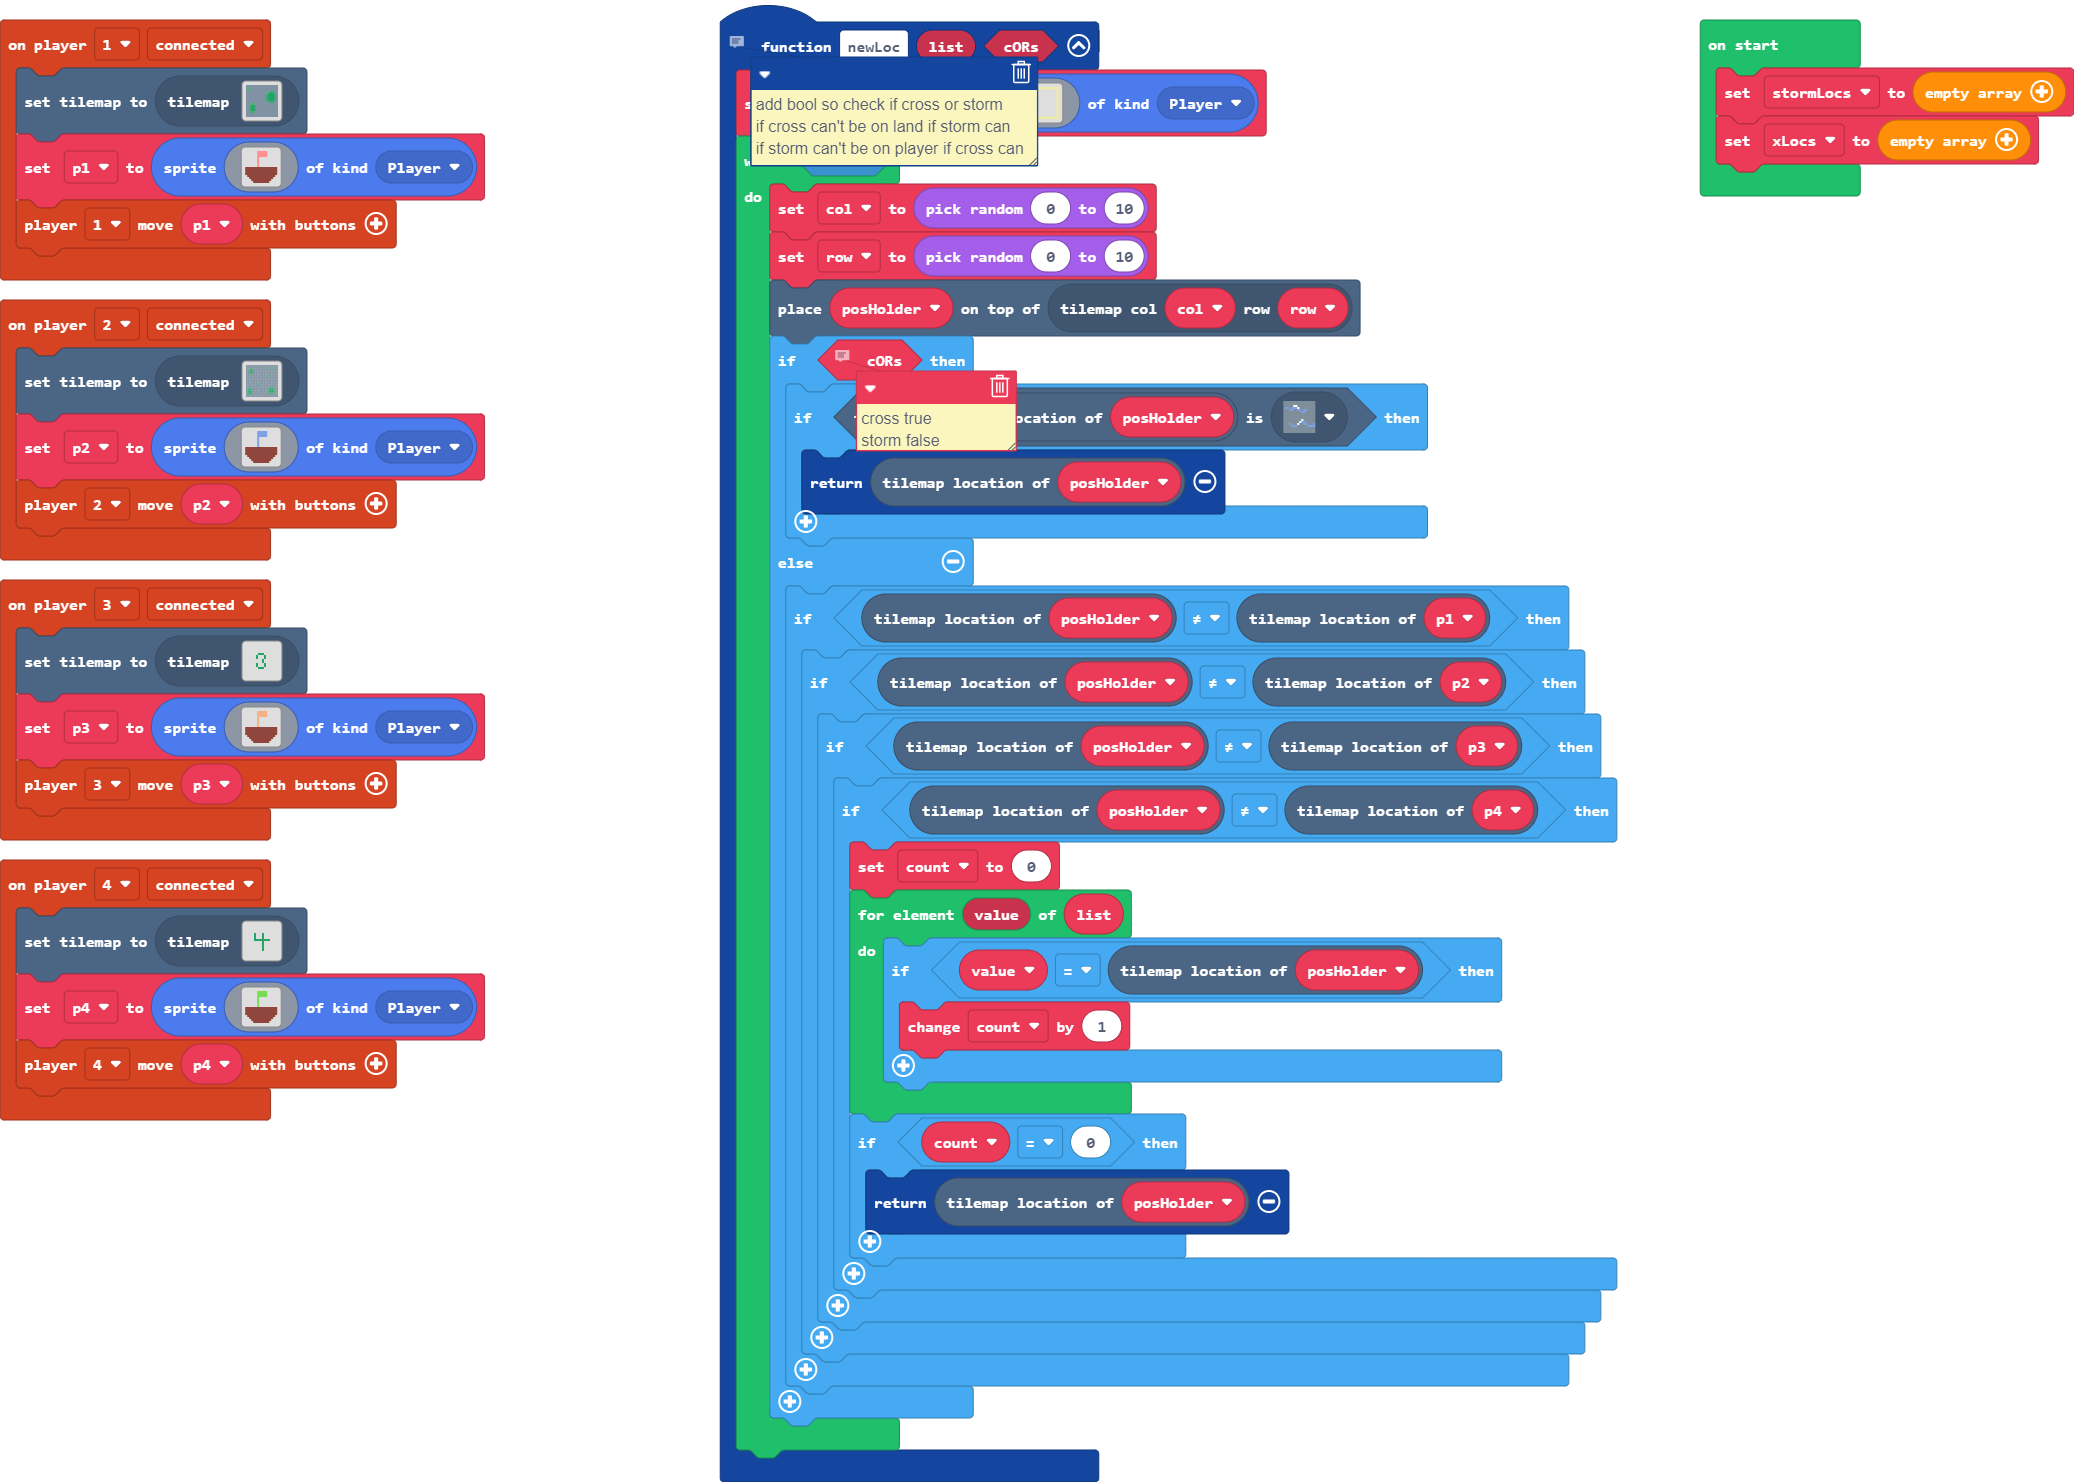 on player 1 connected
set tilemap to tilemap
set p1 to sprite of kind Player
player 1 move p1 with buttons
on player 2 connected
set tilemap to tilemap
set p2 to sprite of kind Player
player 2 move p2 with buttons
on player 3 connected
set tilemap to tilemap 3
set p3 to sprite of kind Player
player 3 move p3 with buttons
on player 4 connected
set tilemap to tilemap 4
set p4 to sprite of kind Player
player 4 move p4 with buttons
function newLoc list cORs
of kind Player
add bool so check if cross or storm
if cross can't be on land if storm can
if storm can't be on player if cross can
do
set col to pick random 0 to 10
set row to pick random 0 to 10
place posHolder on top of tilemap col col row row
if cORs then
cross true
storm false
if location of posHolder is then
return tilemap location of posHolder
else
if tilemap location of posHolder ≠ tilemap location of p1 then
if tilemap location of posHolder ≠ tilemap location of p2 then
if tilemap location of posHolder ≠ tilemap location of p3 then
if tilemap location of posHolder ≠ tilemap location of p4 then
set count to 0
for element value of list
do
if value = tilemap location of posHolder then
change count by 1
if count = 0 then
return tilemap location of posHolder
on start
set stormLocs to empty array
set xLocs to empty array